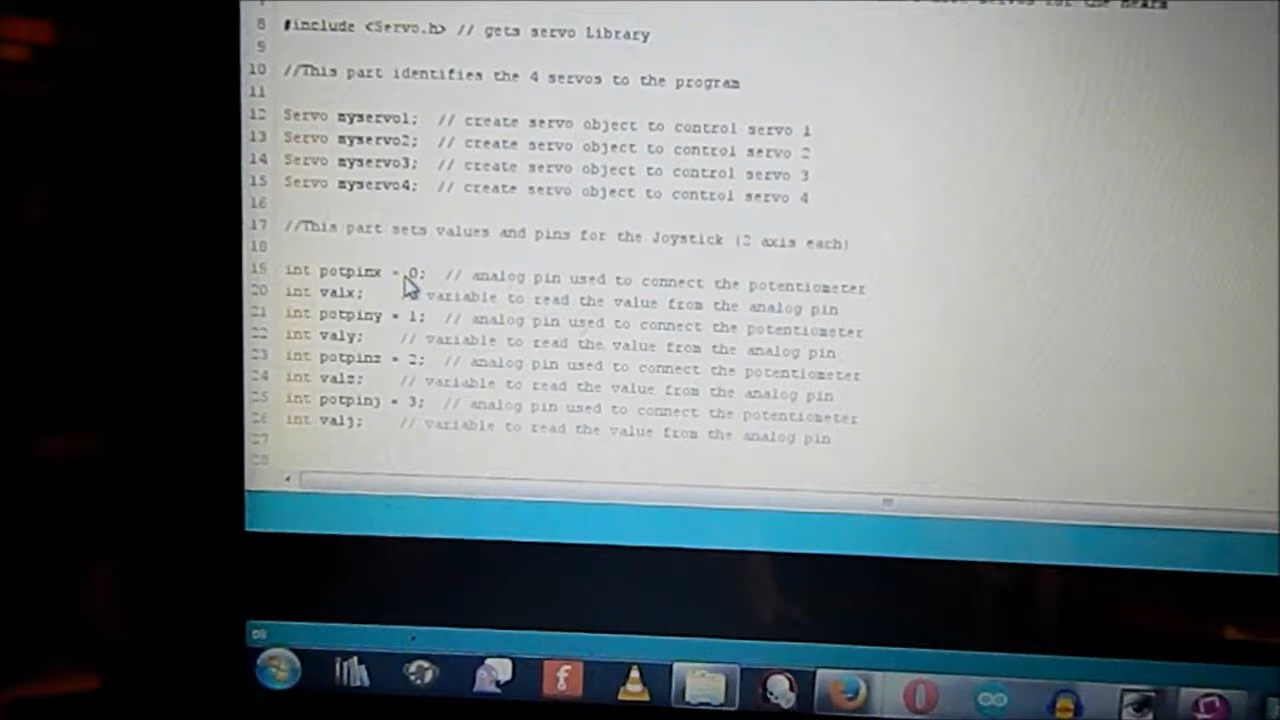 8 #include <Servo.h> // gets servo Library
9
10 //This part identifies the 4 servos to the program
11
12 Servo myservo1; // create servo object to control servo 1
13 Servo myservo2; // create servo object to control servo 2
14 Servo myservo3; // create servo object to control servo 3
15 Servo myservo4; // create servo object to control servo 4
16
17 //This part sets values and pins for the Joystick (2 axis each)
18
19 int potpinx = 0; // analog pin used to connect the potentiometer
20 int valx; variable to read the value from the analog pin
21 int potpiny = 1; // analog pin used to connect the potentiometer
22 int valy; // variable to read the value from the analog pin
23 int potpinz = 2; // analog pin used to connect the potentiometer
24 int valz; // variable to read the value from the analog pin
25 int potpinj = 3; // analog pin used to connect the potentiometer
26 int valj; // variable to read the value from the analog pin
27
28